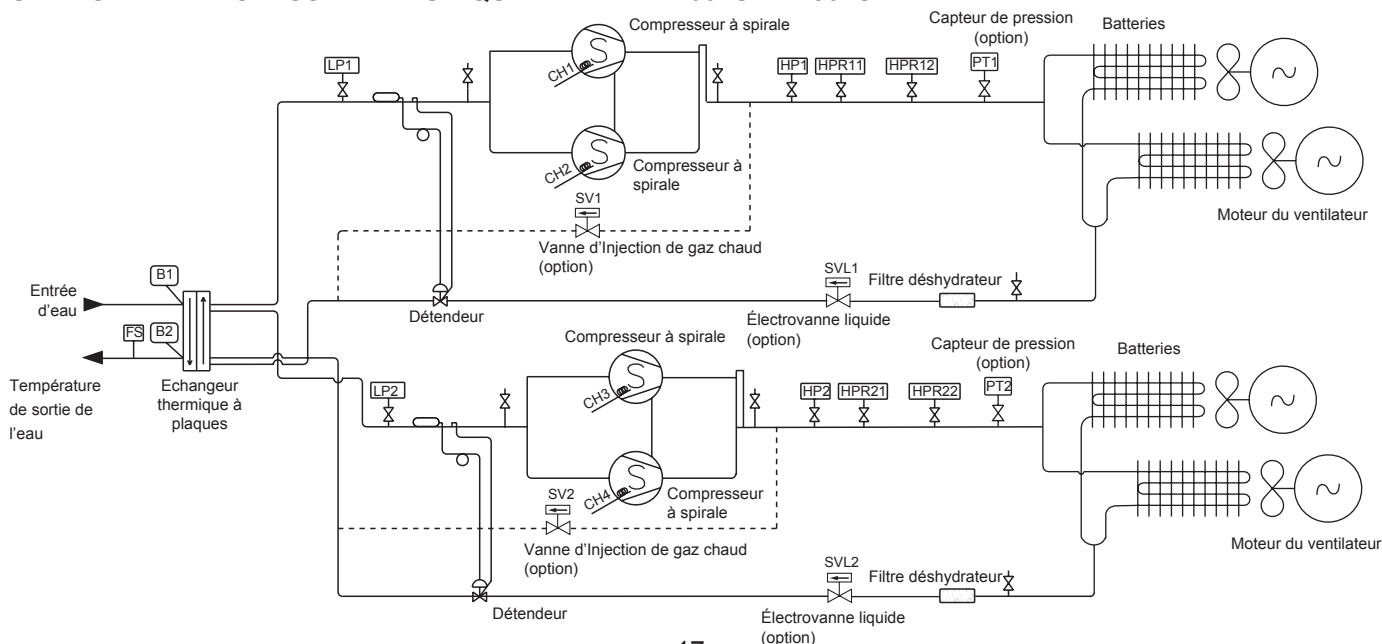 Compresseur à spirale
Capteur de pression
(option)
Batteries
LP1
CH1
HP1
HPR11
HPR12
PT1
CH2
Compresseur à
spirale
Moteur du ventilateur
SV1
Vanne d'Injection de gaz chaud
(option)
B1
Entrée
d'eau
SVL1
Filtre déshydrateur
Détendeur
Électrovanne liquide
(option)
FS
B2
Température
de sortie de
l'eau
Echangeur
thermique à
plaques
Compresseur à spirale
Capteur de pression
(option)
Batteries
LP2
CH3
HP2
HPR21
HPR22
PT2
CH4
Compresseur
à spirale
SV2
Vanne d'Injection de gaz chaud
(option)
Moteur du ventilateur
SVL2
Filtre déshydrateur
Détendeur
Électrovanne liquide
(option)